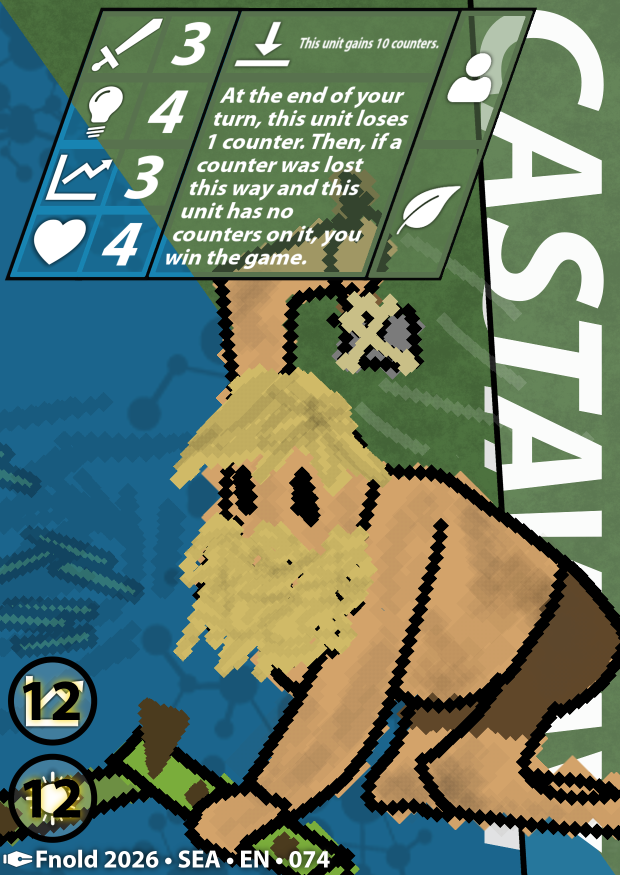 3
This unit gains 10 counters.
4
3
4
At the end of your
turn, this unit loses
1 counter. Then, if a
counter was lost
this way and this
unit has no
counters on it, you
win the game.
CASTAWAY
12
12
Fnold 2026 • SEA • EN • 074